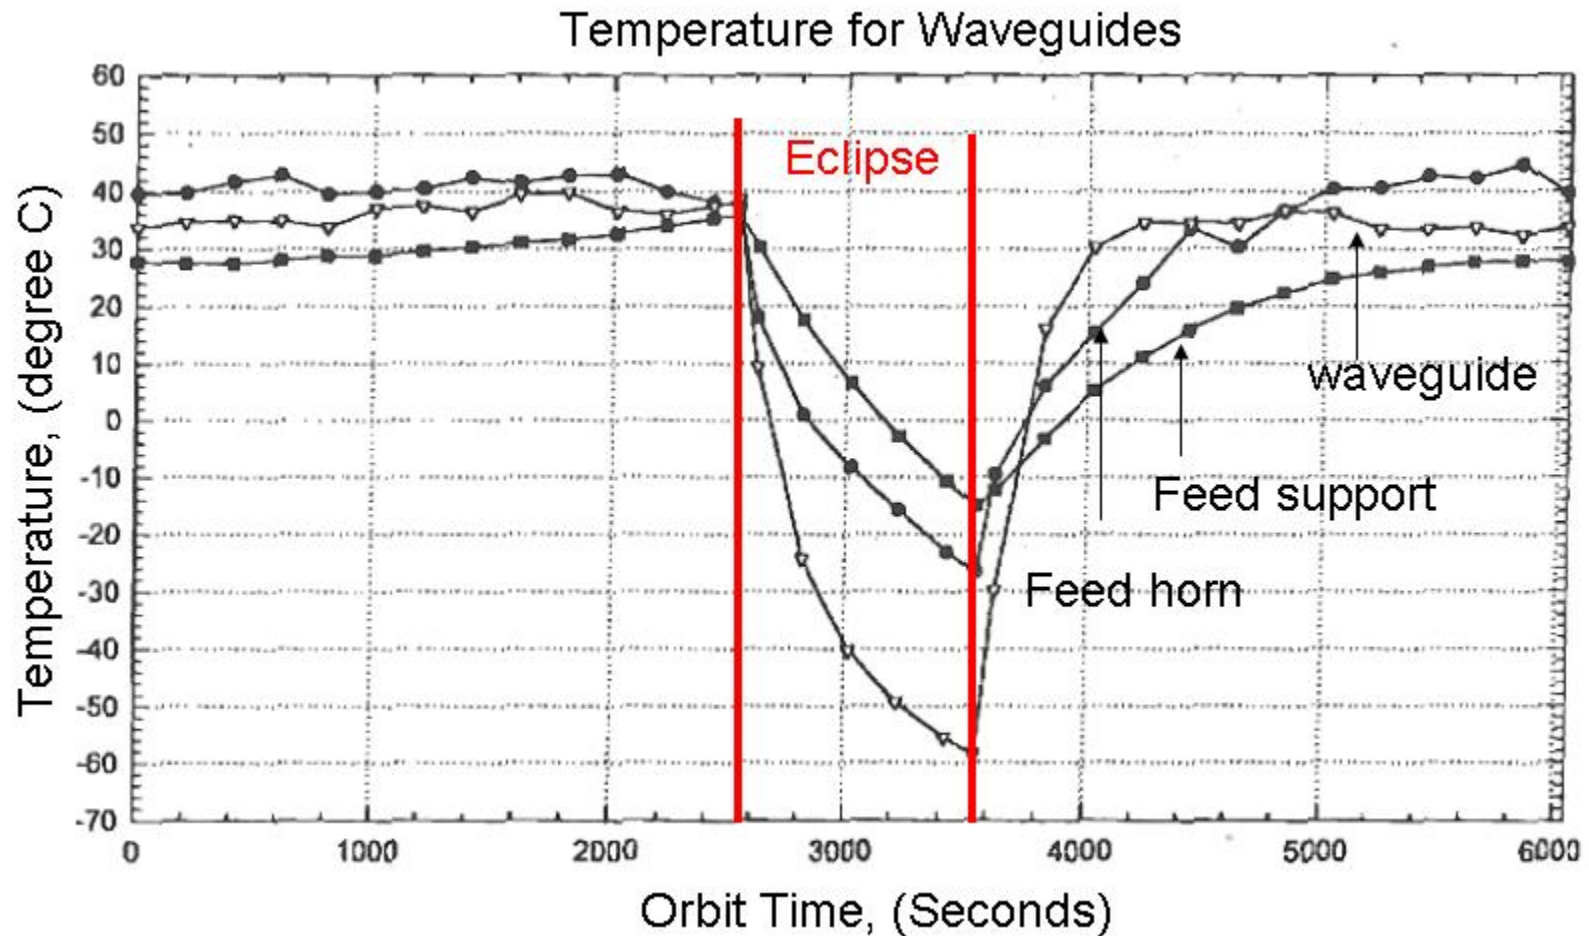 Temperature for Waveguides
60
50
40
30
20
10
0
-10
-20
-30
-40
-50
-60
-70
Temperature, (degree C)
Eclipse
waveguide
Feed support
Feed horn
0 1000 2000 3000 4000 5000 6000
Orbit Time, (Seconds)